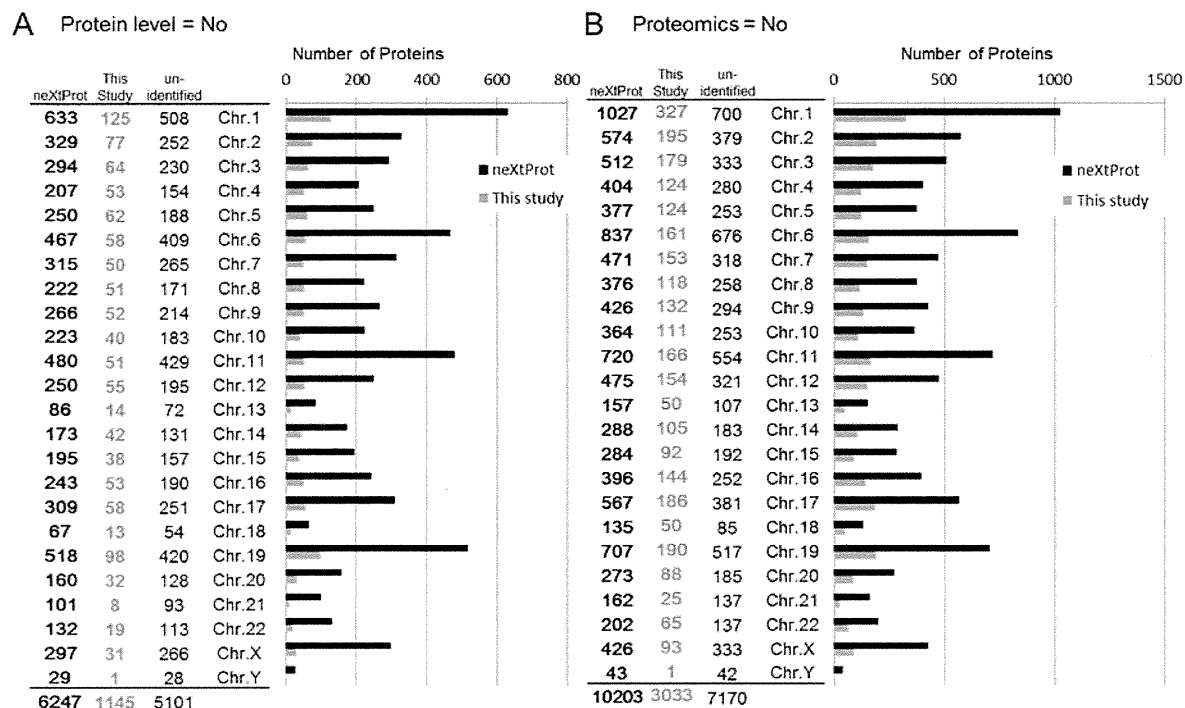 A Protein level = No
Number of Proteins
neXtProt This Study un-identified 0 200 400 600 800
633 125 508 Chr.1
329 77 252 Chr.2
294 64 230 Chr.3
207 53 154 Chr.4
250 62 188 Chr.5
467 58 409 Chr.6
315 50 265 Chr.7
222 51 171 Chr.8
266 52 214 Chr.9
223 40 183 Chr.10
480 51 429 Chr.11
250 55 195 Chr.12
86 14 72 Chr.13
173 42 131 Chr.14
195 38 157 Chr.15
243 53 190 Chr.16
309 58 251 Chr.17
67 13 54 Chr.18
518 98 420 Chr.19
160 32 128 Chr.20
101 8 93 Chr.21
132 19 113 Chr.22
297 31 266 Chr.X
29 1 28 Chr.Y
6247 1145 5101
neXtProt
This study
B Proteomics = No
Number of Proteins
neXtProt This Study un-identified 0 500 1000 1500
1027 327 700 Chr.1
574 195 379 Chr.2
512 179 333 Chr.3
404 124 280 Chr.4
377 124 253 Chr.5
837 161 676 Chr.6
471 153 318 Chr.7
376 118 258 Chr.8
426 132 294 Chr.9
364 111 253 Chr.10
720 166 554 Chr.11
475 154 321 Chr.12
157 50 107 Chr.13
288 105 183 Chr.14
284 92 192 Chr.15
396 144 252 Chr.16
567 186 381 Chr.17
135 50 85 Chr.18
707 190 517 Chr.19
273 88 185 Chr.20
162 25 137 Chr.21
202 65 137 Chr.22
426 93 333 Chr.X
43 1 42 Chr.Y
10203 3033 7170
neXtProt
This study